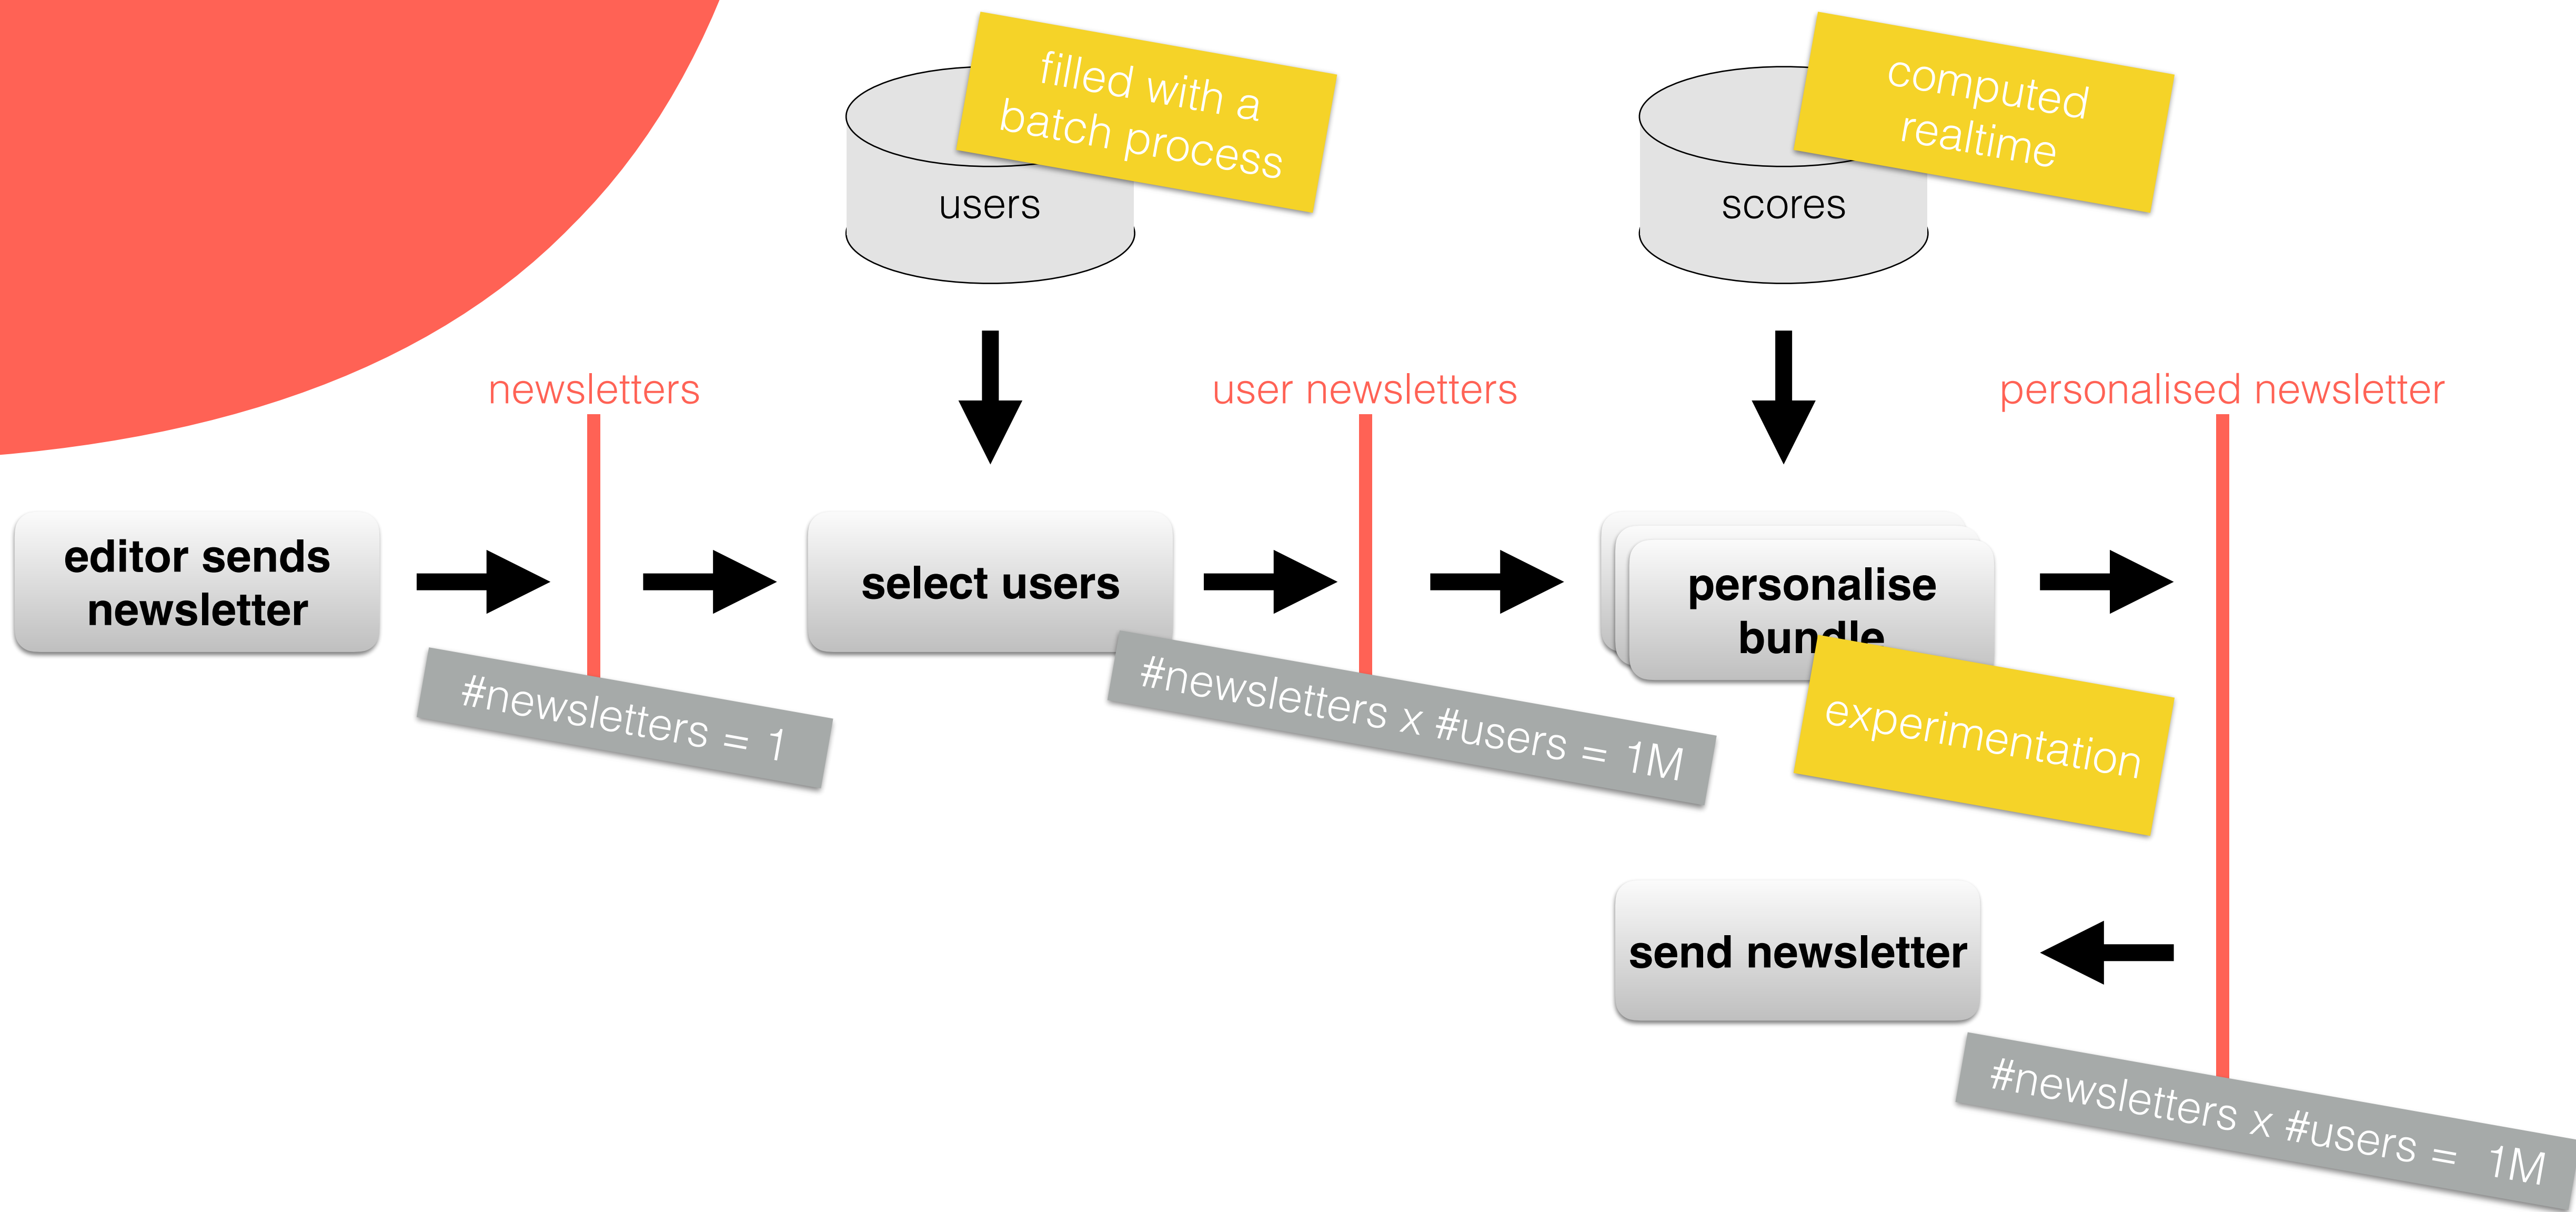 filled with a
batch process
users
computed
realtime
scores
newsletters
user newsletters
personalised newsletter
editor sends
newsletter
select users
personalise
bundle
#newsletters = 1
#newsletters x #users = 1M
experimentation
send newsletter
#newsletters x #users = 1M